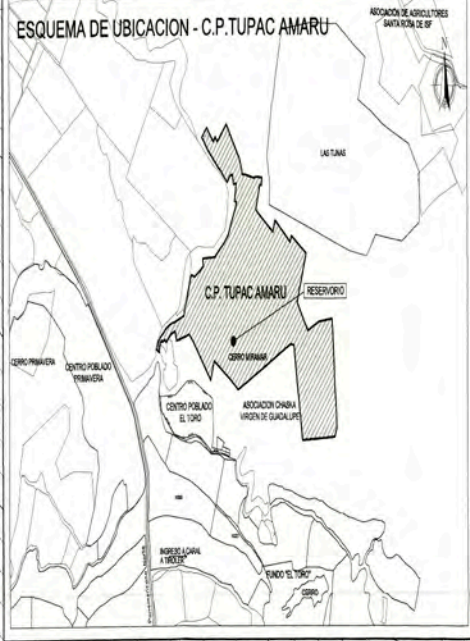 ESQUEMA DE UBICACION - C.P.TUPAC AMARU
ASOCIACIÓN DE AGRICULTORES
SANTA ROSA DE
N
LAS TUNAS
C.P. TUPAC AMARU
RESERVORIO
CERRO MIRAMAR
CERRO PRIMAVERA
CENTRO POBLADO
PRIMAVERA
CENTRO POBLADO
EL TORO
ASOCIACION CHABKA
VIRGEN DE GUADALUPE
INGRESO A CARAL
FUNDO "EL TORO"
CERRO